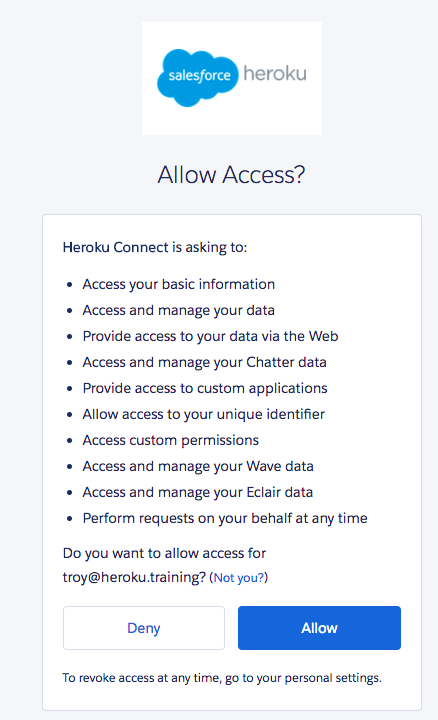 salesforce heroku
Allow Access?
Heroku Connect is asking to:
• Access your basic information
• Access and manage your data
• Provide access to your data via the Web
• Access and manage your Chatter data
• Provide access to custom applications
• Allow access to your unique identifier
• Access custom permissions
• Access and manage your Wave data
• Access and manage your Eclair data
• Perform requests on your behalf at any time
Do you want to allow access for
troy@heroku.training? (Not you?)
Deny Allow
To revoke access at any time, go to your personal settings.